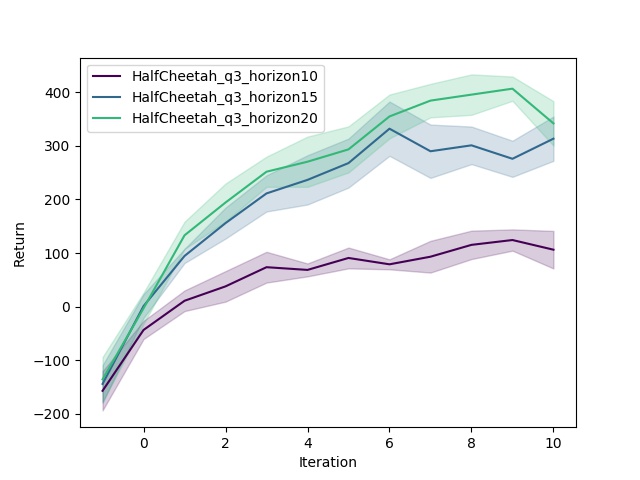 HalfCheetah_q3_horizon10
HalfCheetah_q3_horizon15
HalfCheetah_q3_horizon20
Return
400
300
200
100
0
−100
−200
0 2 4 6 8 10
Iteration